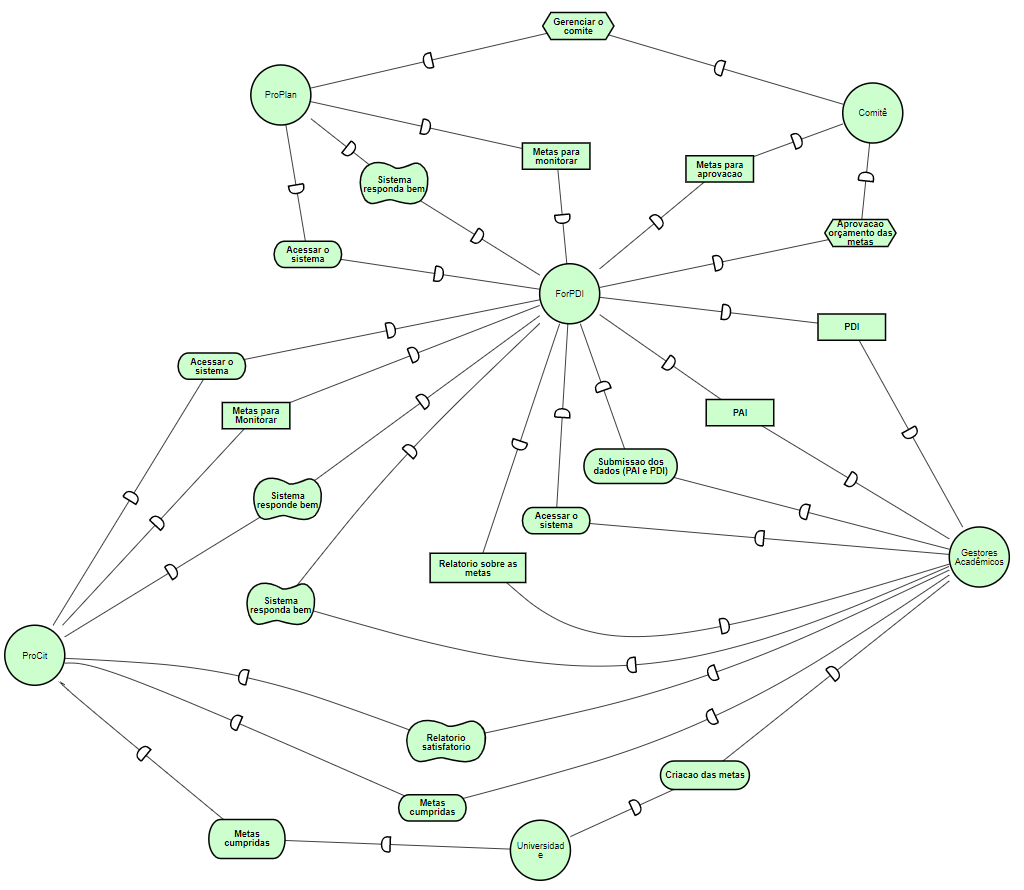 Gerenciar o
comite
ProPlan
Comitê
Metas para
monitorar
Metas para
aprovacao
Sistema
responda bem
Aprovacao
orçamento das
metas
Acessar o
sistema
ForPDI
PDI
Acessar o
sistema
Metas para
Monitorar
PAI
Submissao dos
dados (PAI e PDI)
Sistema
responde bem
Acessar o
sistema
Gestores
Acadêmicos
Relatorio sobre as
metas
Sistema
responda bem
ProCit
Relatorio
satisfatorio
Criacao das metas
Metas
cumpridas
Metas
cumpridas
Universidad
e